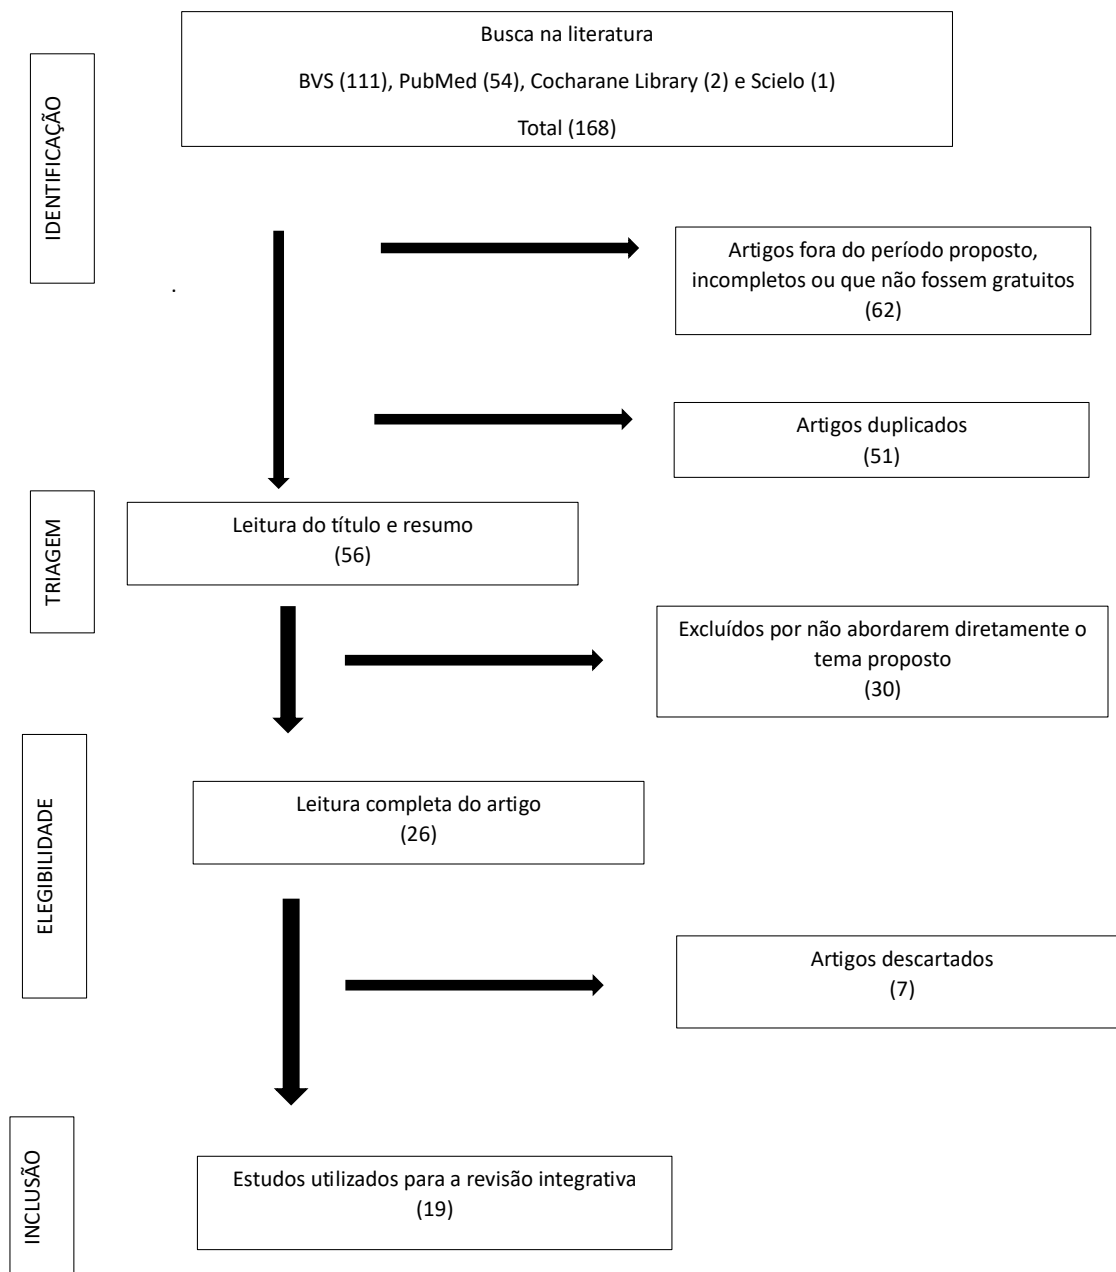 IDENTIFICAÇÃO
Busca na literatura
BVS (111), PubMed (54), Cocharane Library (2) e Scielo (1)
Total (168)
Artigos fora do período proposto,
incompletos ou que não fossem gratuitos
(62)
.
Artigos duplicados
(51)
TRIAGEM
Leitura do título e resumo
(56)
Excluídos por não abordarem diretamente o
tema proposto
(30)
ELEGIBILIDADE
Leitura completa do artigo
(26)
Artigos descartados
(7)
INCLUSÃO
Estudos utilizados para a revisão integrativa
(19)